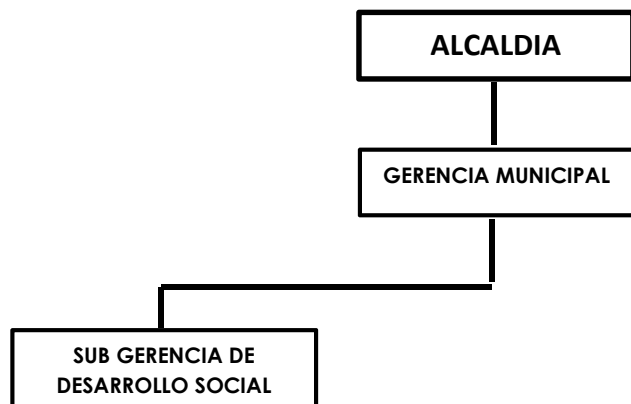 ALCALDIA
GERENCIA MUNICIPAL
SUB GERENCIA DE
DESARROLLO SOCIAL